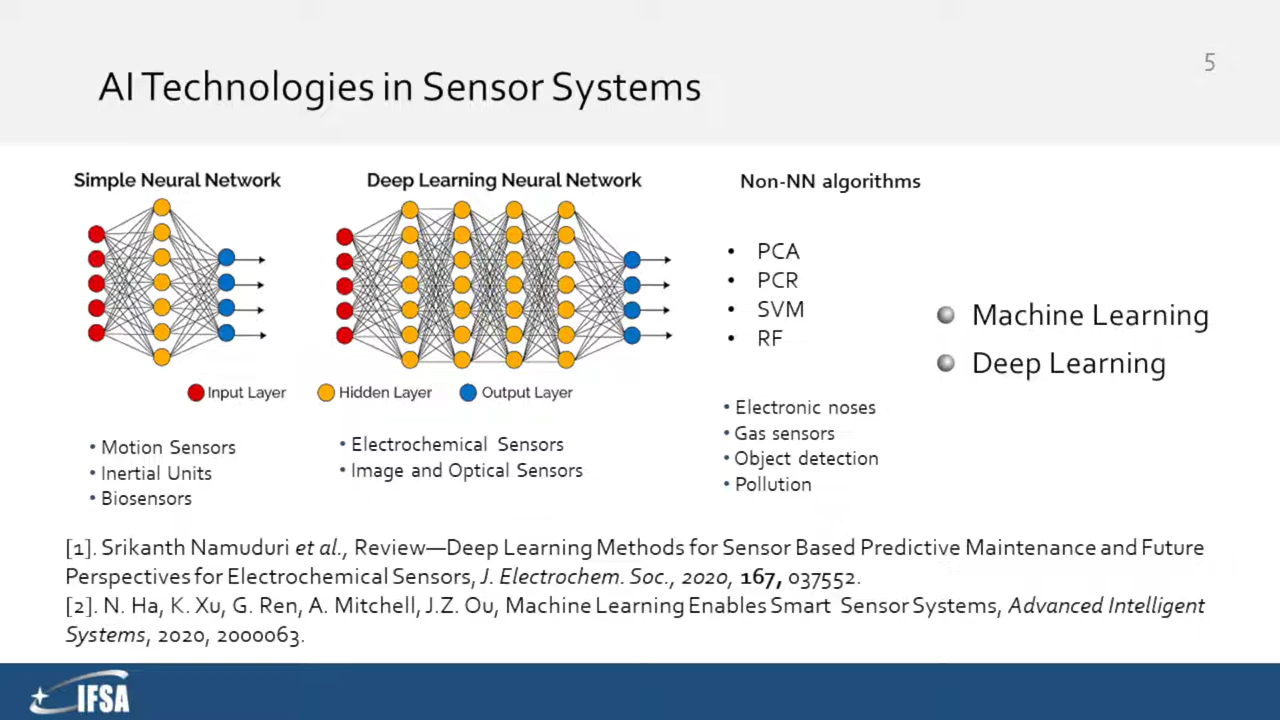 5
AI Technologies in Sensor Systems
Simple Neural Network
Deep Learning Neural Network
Non-NN algorithms
• PCA
• PCR
• SVM
• RF
Machine Learning
Deep Learning
Input Layer
Hidden Layer
Output Layer
• Motion Sensors
• Inertial Units
• Biosensors
• Electrochemical Sensors
• Image and Optical Sensors
• Electronic noses
• Gas sensors
• Object detection
• Pollution
[1]. Srikanth Namuduri et al., Review—Deep Learning Methods for Sensor Based Predictive Maintenance and Future
Perspectives for Electrochemical Sensors, J. Electrochem. Soc., 2020, 167, 037552.
[2]. N. Ha, K. Xu, G. Ren, A. Mitchell, J.Z. Ou, Machine Learning Enables Smart Sensor Systems, Advanced Intelligent
Systems, 2020, 2000063.
IFSA